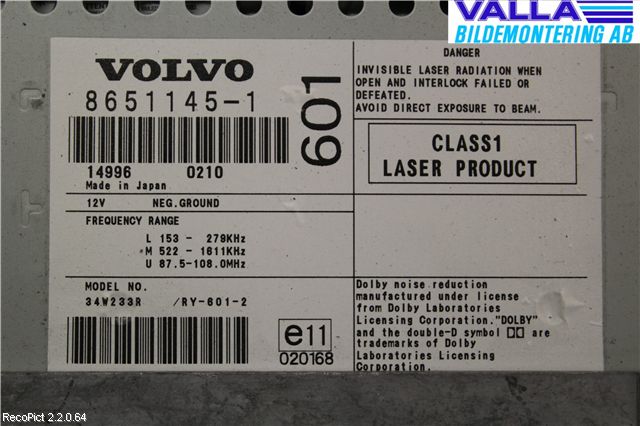 VALLA
BILDEMONTERING AB
VOLVO
8651145-1
14996 0210
Made in Japan
601
12V NEG.GROUND
FREQUENCY RANGE
L 153 - 279KHz
M 522 - 1611KHz
U 87.5-108.0MHz
MODEL NO.
34W233R /RY-601-2
e11
020168
DANGER
INVISIBLE LASER RADIATION WHEN
OPEN AND INTERLOCK FAILED OR
DEFEATED.
AVOID DIRECT EXPOSURE TO BEAM.
CLASS1
LASER PRODUCT
Dolby noise reduction
manufactured under license
from Dolby Laboratories
Licensing Corporation."DOLBY"
and the double-D symbol are
trademarks of Dolby
Laboratories Licensing
Corporation.
RecoPict 2.2.0.64